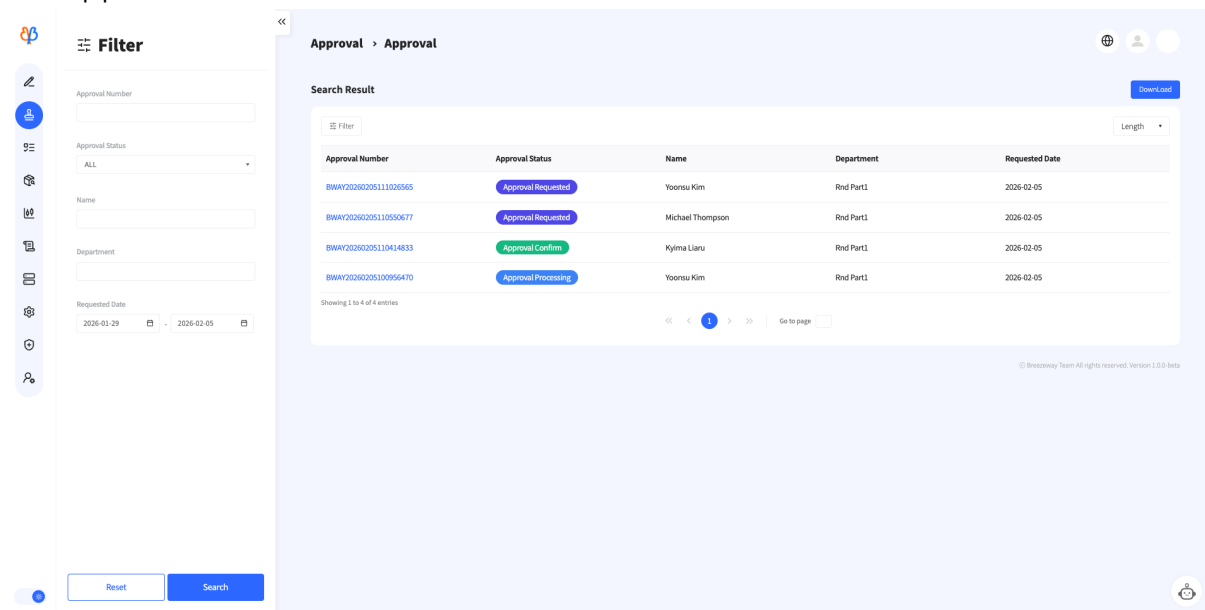 Filter
Approval Number
Approval Status
ALL
Name
Department
Requested Date
2026-01-29 - 2026-02-05
Reset Search
Approval > Approval
Search Result
DownLoad
Filter
Length
Approval Number Approval Status Name Department Requested Date
BWAY20260205111026565 Approval Requested Yoonsu Kim Rnd Part1 2026-02-05
BWAY20260205110550677 Approval Requested Michael Thompson Rnd Part1 2026-02-05
BWAY20260205110414833 Approval Confirm Kyima Liaru Rnd Part1 2026-02-05
BWAY20260205100956470 Approval Processing Yoonsu Kim Rnd Part1 2026-02-05
Showing 1 to 4 of 4 entries
« < 1 > » Go to page
© Breezeway Team All rights reserved. Version 1.0.0-beta